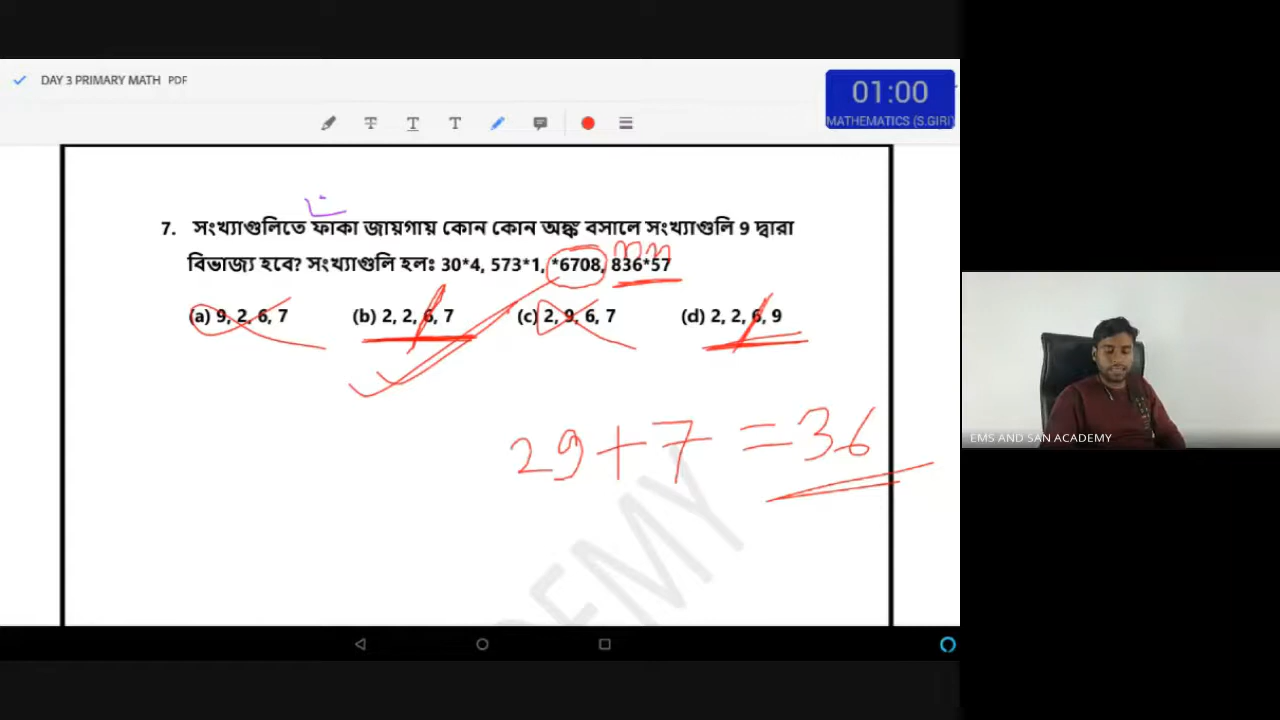 DAY 3 PRIMARY MATH PDF
01:00
MATHEMATICS (S.GIRI)
7. সংখ্যাগুলিতে ফাকা জায়গায় কোন কোন অঙ্ক বসালে সংখ্যাগুলি 9 দ্বারা
বিভাজ্য হবে? সংখ্যাগুলি হলঃ 30*4, 573*1, *6708, 836*57
(a) 9, 2, 6, 7 (b) 2, 2, 6, 7 (c) 2, 9, 6, 7 (d) 2, 2, 6, 9
29+7 =36
EMS AND SAN ACADEMY
DEMY